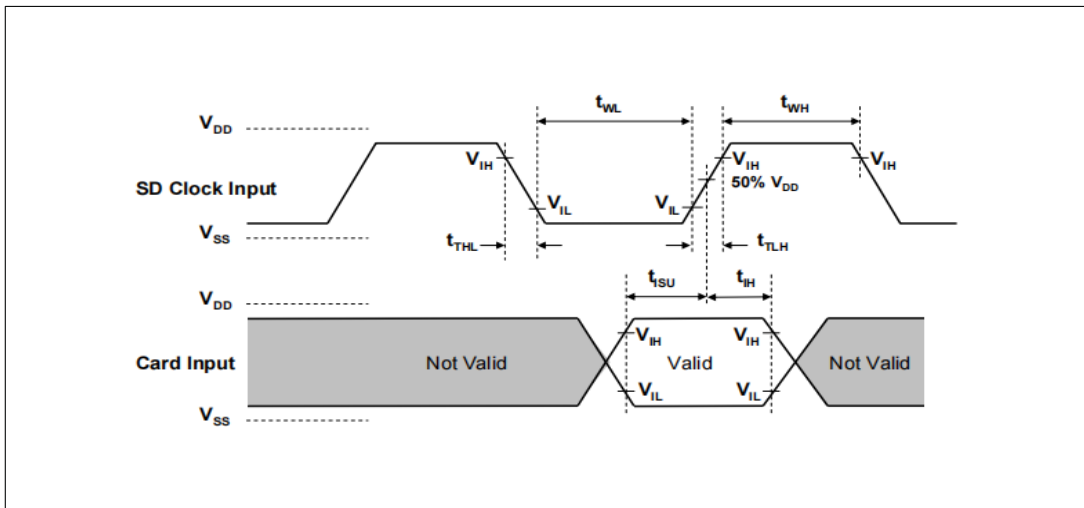 tWL
tWH
VDD
VIH
VIH
VIH
50% VDD
SD Clock Input
VIL
VIL
VSS
tTHL
tTLH
tISU
tIH
VDD
VIH
VIH
Card Input
Not Valid
Valid
Not Valid
VIL
VIL
VSS